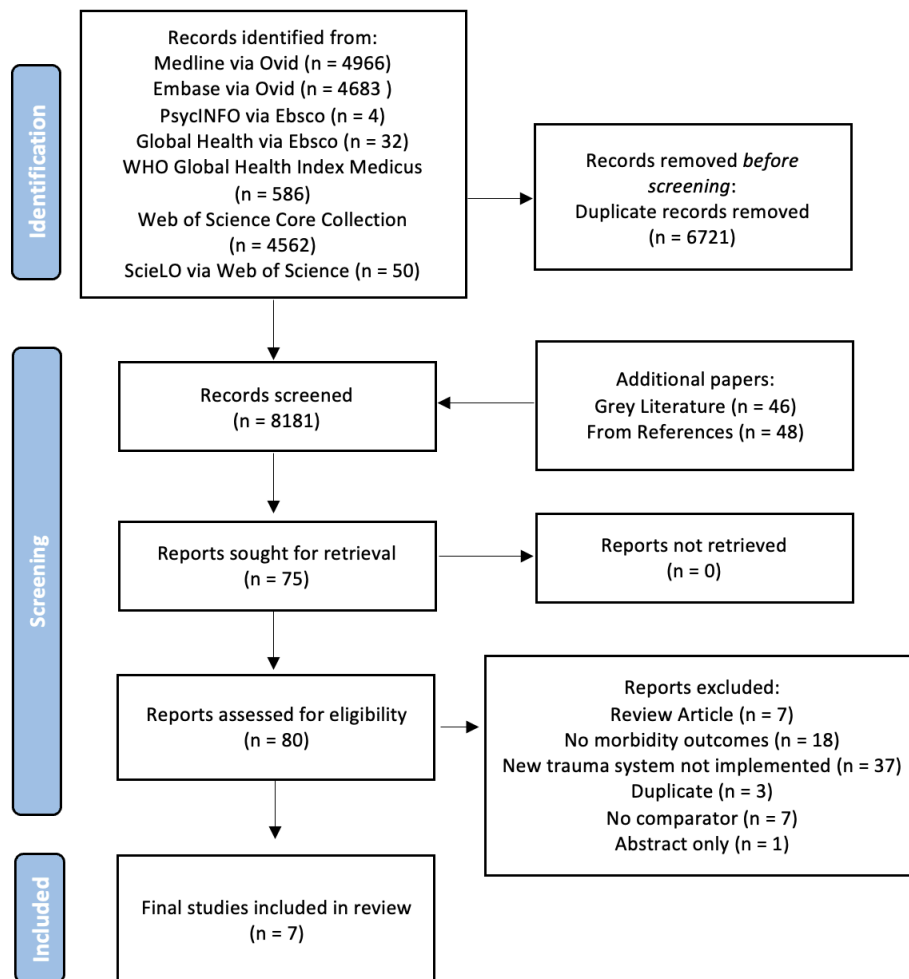 Identification
Records identified from:
Medline via Ovid (n = 4966)
Embase via Ovid (n = 4683 )
PsycINFO via Ebsco (n = 4)
Global Health via Ebsco (n = 32)
WHO Global Health Index Medicus
(n = 586)
Web of Science Core Collection
(n = 4562)
ScieLO via Web of Science (n = 50)
Records removed before
screening:
Duplicate records removed
(n = 6721)
Screening
Records screened
(n = 8181)
Additional papers:
Grey Literature (n = 46)
From References (n = 48)
Reports sought for retrieval
(n = 75)
Reports not retrieved
(n = 0)
Reports assessed for eligibility
(n = 80)
Reports excluded:
Review Article (n = 7)
No morbidity outcomes (n = 18)
New trauma system not implemented (n = 37)
Duplicate (n = 3)
No comparator (n = 7)
Abstract only (n = 1)
Included
Final studies included in review
(n = 7)